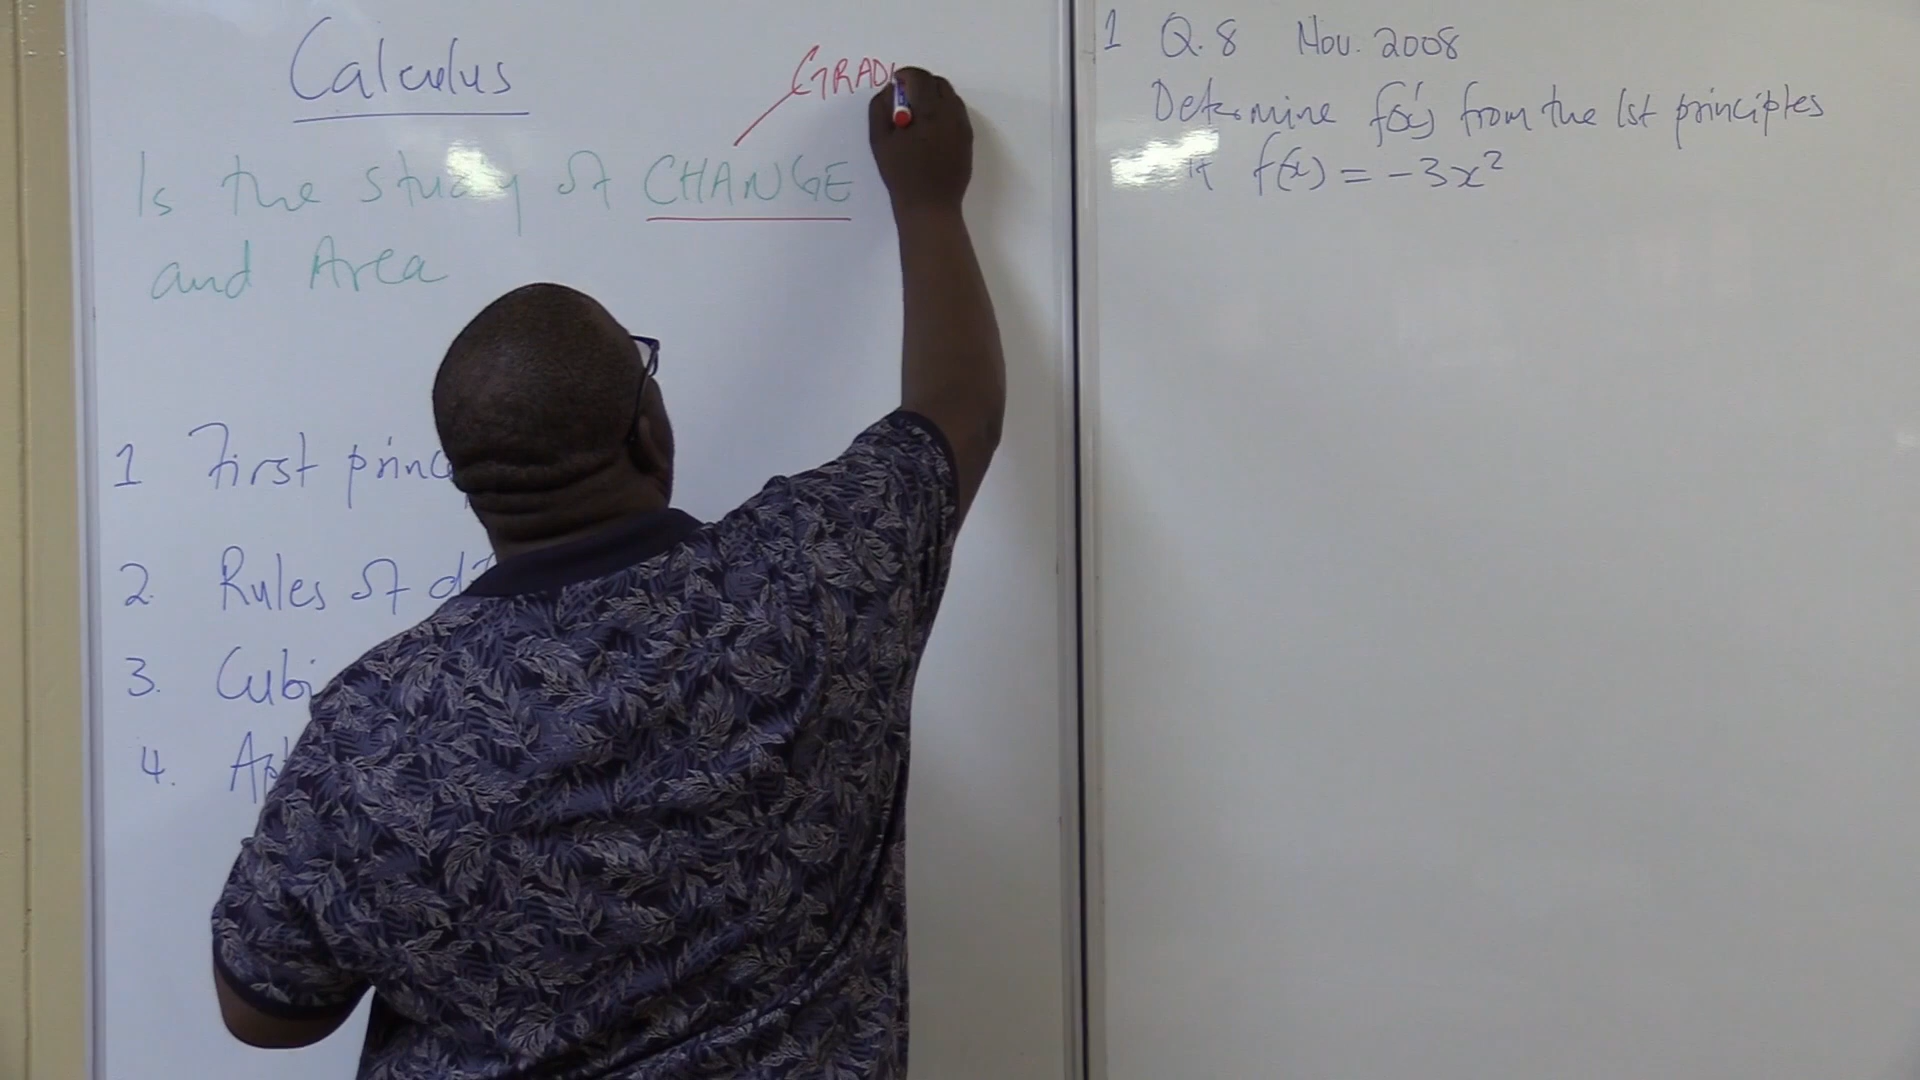 Calculus
GRAD
Is the study of CHANGE
and Area
1 First princ
2. Rules of
3. Cubi
4.
1 Q.8 Nov. 2008
Determine f'(x) from the 1st principles
if f(x) = -3x²